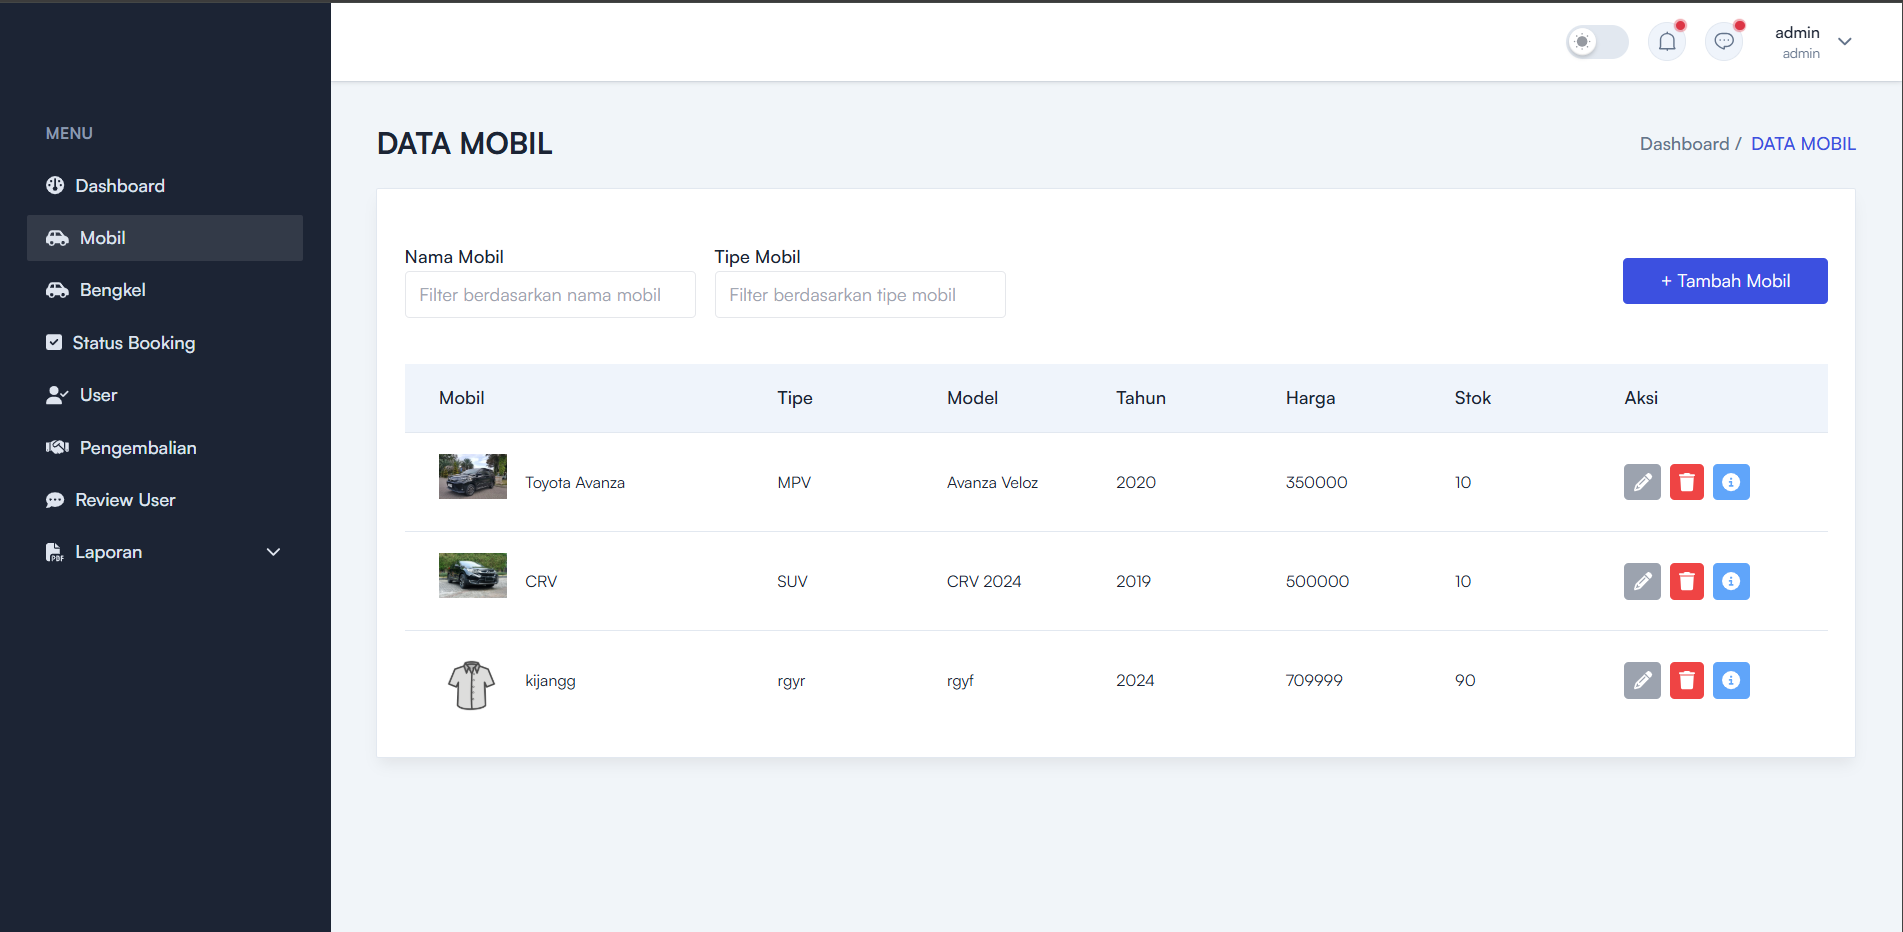 admin
admin
MENU
Dashboard
Mobil
Bengkel
Status Booking
User
Pengembalian
Review User
PDF Laporan
DATA MOBIL
Dashboard / DATA MOBIL
Nama Mobil
Filter berdasarkan nama mobil
Tipe Mobil
Filter berdasarkan tipe mobil
+ Tambah Mobil
Mobil Tipe Model Tahun Harga Stok Aksi
Toyota Avanza MPV Avanza Veloz 2020 350000 10
CRV SUV CRV 2024 2019 500000 10
kijangg rgyr rgyf 2024 709999 90